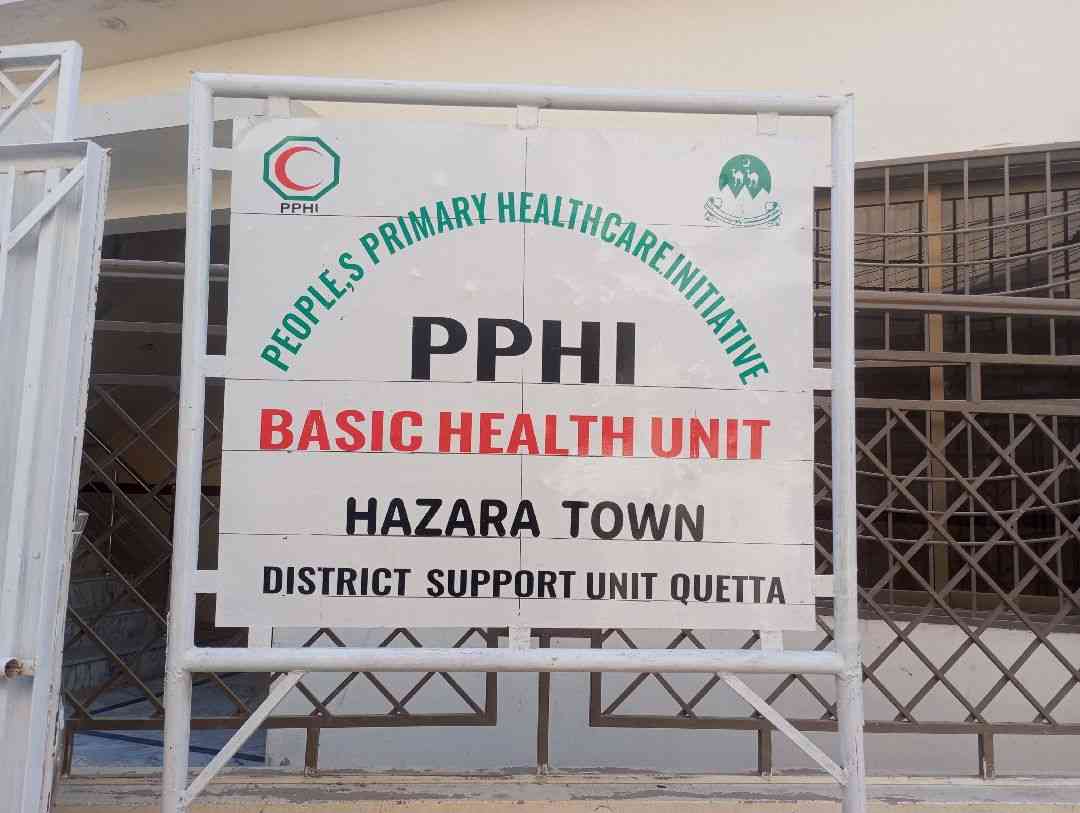 PPHI
PEOPLE,S PRIMARY HEALTHCARE INITIATIVE
PPHI
BASIC HEALTH UNIT
HAZARA TOWN
DISTRICT SUPPORT UNIT QUETTA